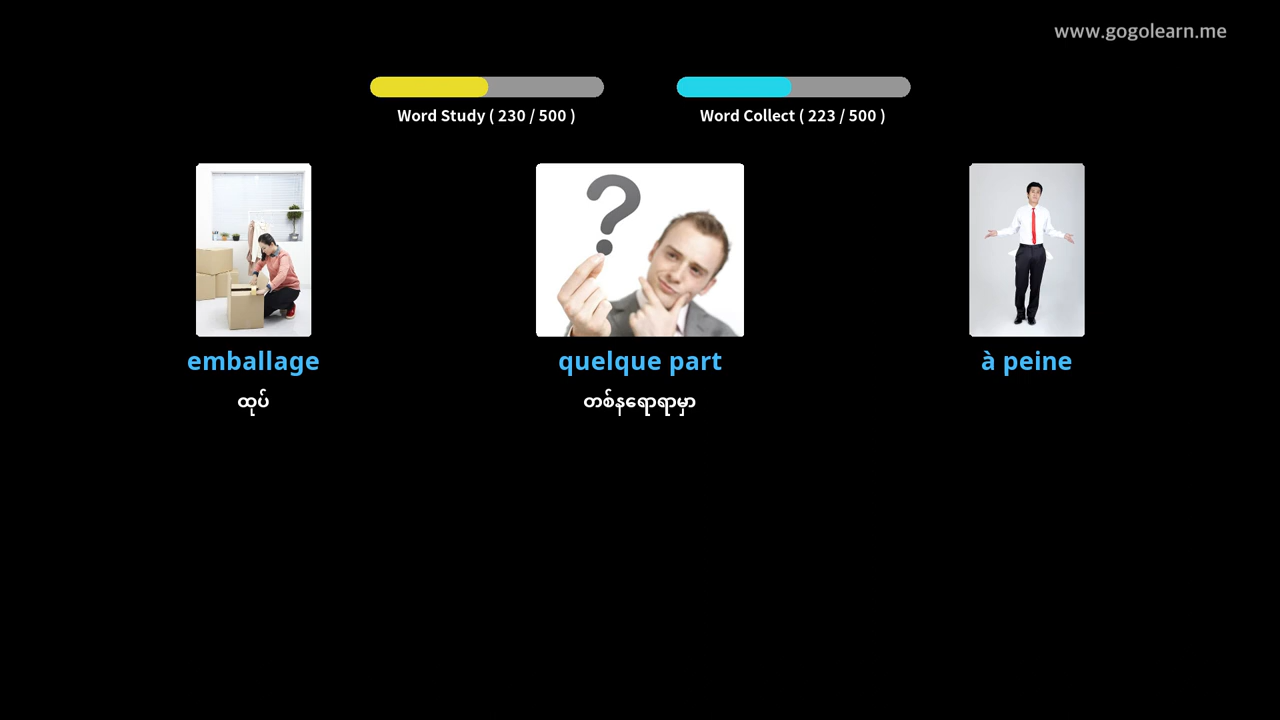 www.gogolearn.me
Word Study ( 230 / 500 )
Word Collect ( 223 / 500 )
emballage
quelque part
à peine
ထုပ်
တစ်နရောရာမှာ